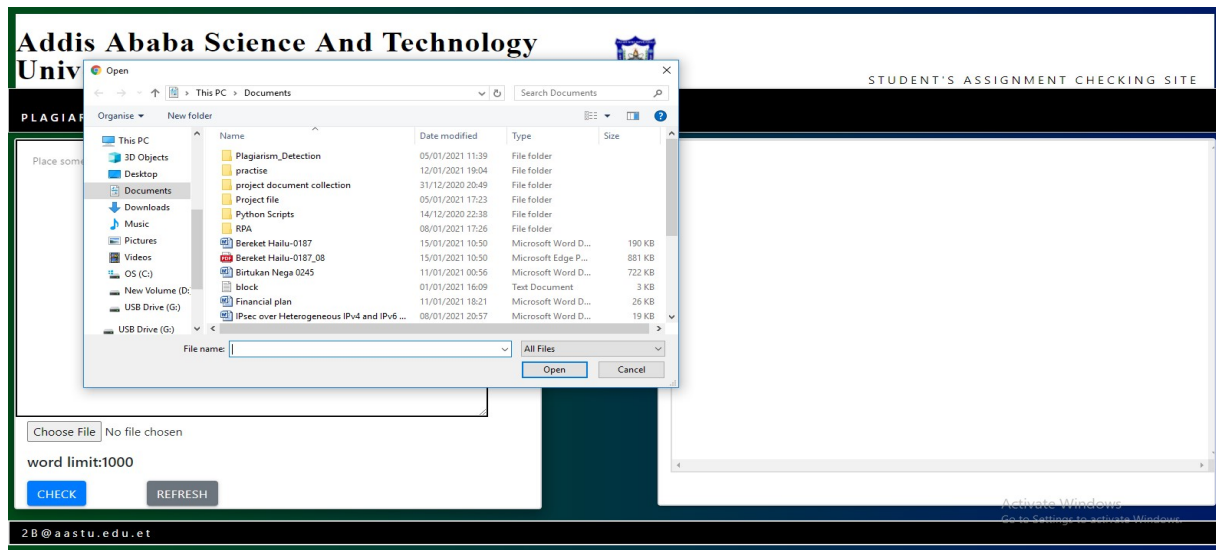 Addis Ababa Science And Technology
Univ
STUDENT'S ASSIGNMENT CHECKING SITE
PLAGIAR
Place some
Open
This PC > Documents
Search Documents
Organise
New folder
Name Date modified Type Size
This PC
3D Objects
Desktop
Documents
Downloads
Music
Pictures
Videos
OS (C:)
New Volume (D:
USB Drive (G:)
USB Drive (G:)
Plagiarism_Detection 05/01/2021 11:39 File folder
practise 12/01/2021 19:04 File folder
project document collection 31/12/2020 20:49 File folder
Project file 05/01/2021 17:23 File folder
Python Scripts 14/12/2020 22:38 File folder
RPA 08/01/2021 17:26 File folder
Bereket Hailu-0187 15/01/2021 10:50 Microsoft Word D... 190 KB
Bereket Hailu-0187_08 15/01/2021 10:50 Microsoft Edge P... 881 KB
Birtukan Nega 0245 11/01/2021 00:56 Microsoft Word D... 722 KB
block 01/01/2021 16:09 Text Document 3 KB
Financial plan 11/01/2021 18:21 Microsoft Word D... 26 KB
IPsec over Heterogeneous IPv4 and IPv6 ... 08/01/2021 20:57 Microsoft Word D... 19 KB
File name: All Files
Open Cancel
Choose File No file chosen
word limit:1000
CHECK REFRESH
Activate Windows
Go to Settings to activate Windows.
2B@aastu.edu.et